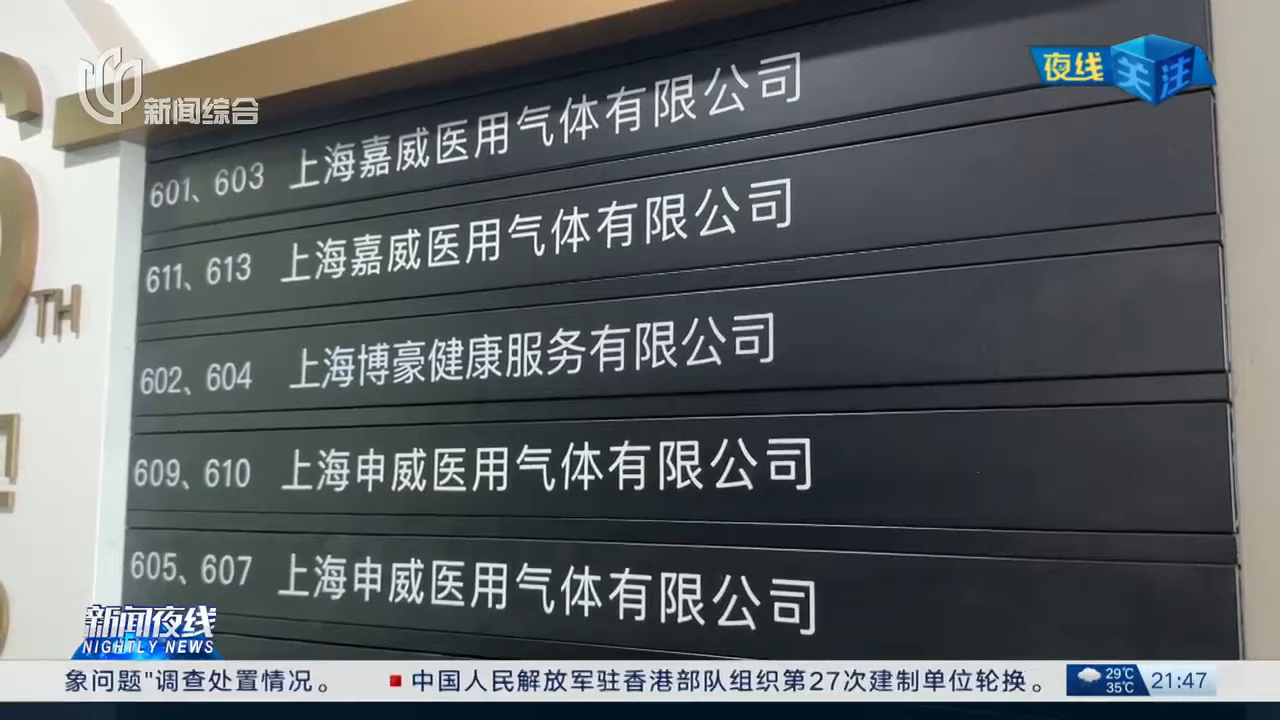 新闻综合
夜线 关注
601、603 上海嘉威医用气体有限公司
611、613 上海嘉威医用气体有限公司
602、604 上海博豪健康服务有限公司
609、610 上海申威医用气体有限公司
605、607 上海申威医用气体有限公司
TH
新闻夜线
NIGHTLY NEWS
象问题"调查处置情况。 中国人民解放军驻香港部队组织第27次建制单位轮换。
29℃
35℃
21:47